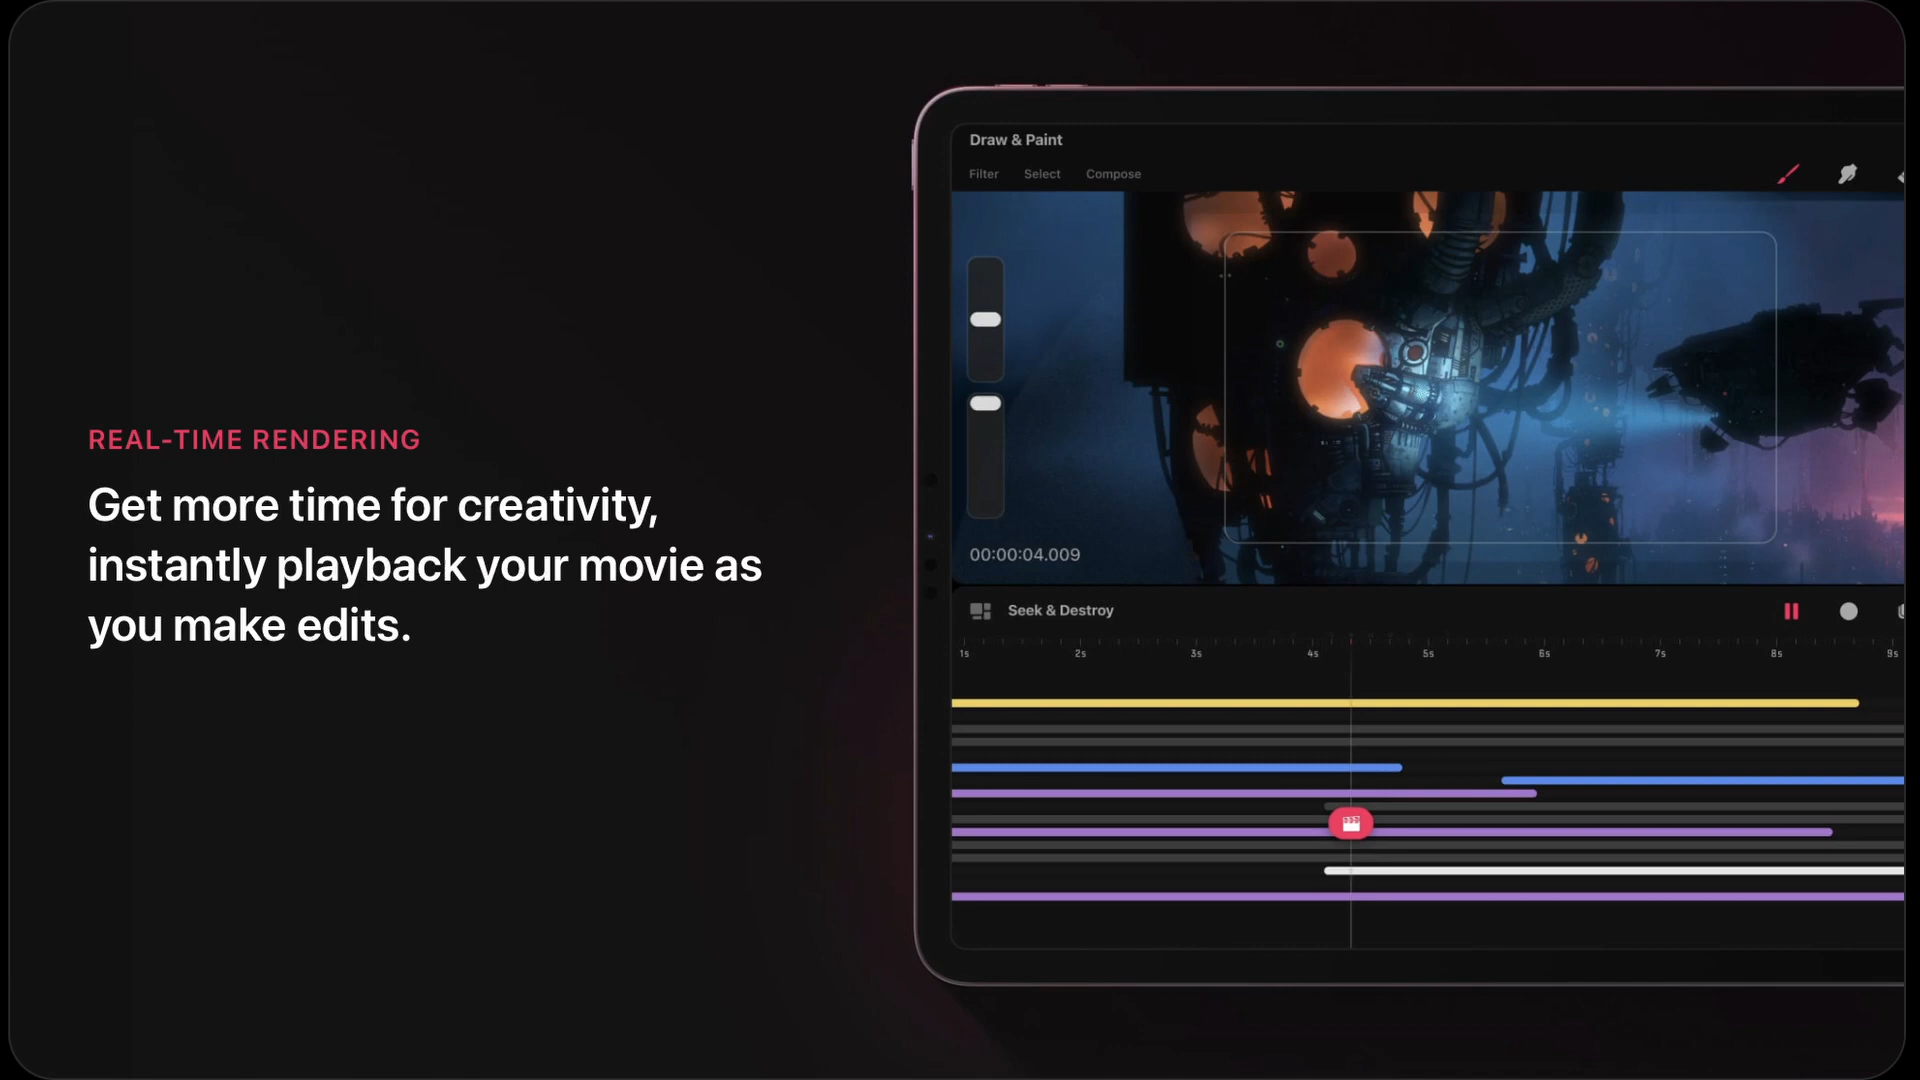 REAL-TIME RENDERING
Get more time for creativity,
instantly playback your movie as
you make edits.
Draw & Paint
Filter Select Compose
00:00:04.009
Seek & Destroy
1s 2s 3s 4s 5s 6s 7s 8s 9s